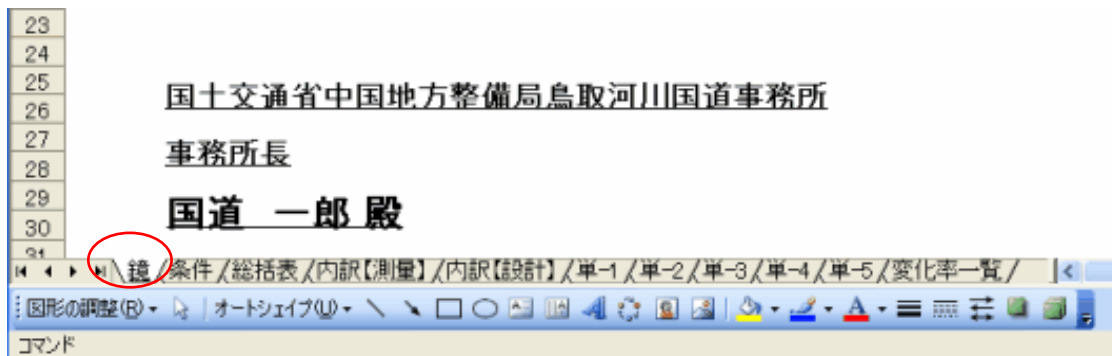 23
24
25
国土交通省中国地方整備局鳥取河川国道事務所
26
27
事務所長
28
29
国道 一郎 殿
30
31
鏡/条件/総括表/内訳【測量】/内訳【設計】/単-1/単-2/単-3/単-4/単-5/変化率一覧/
図形の調整(R) オートシェイプ(U)
コマンド